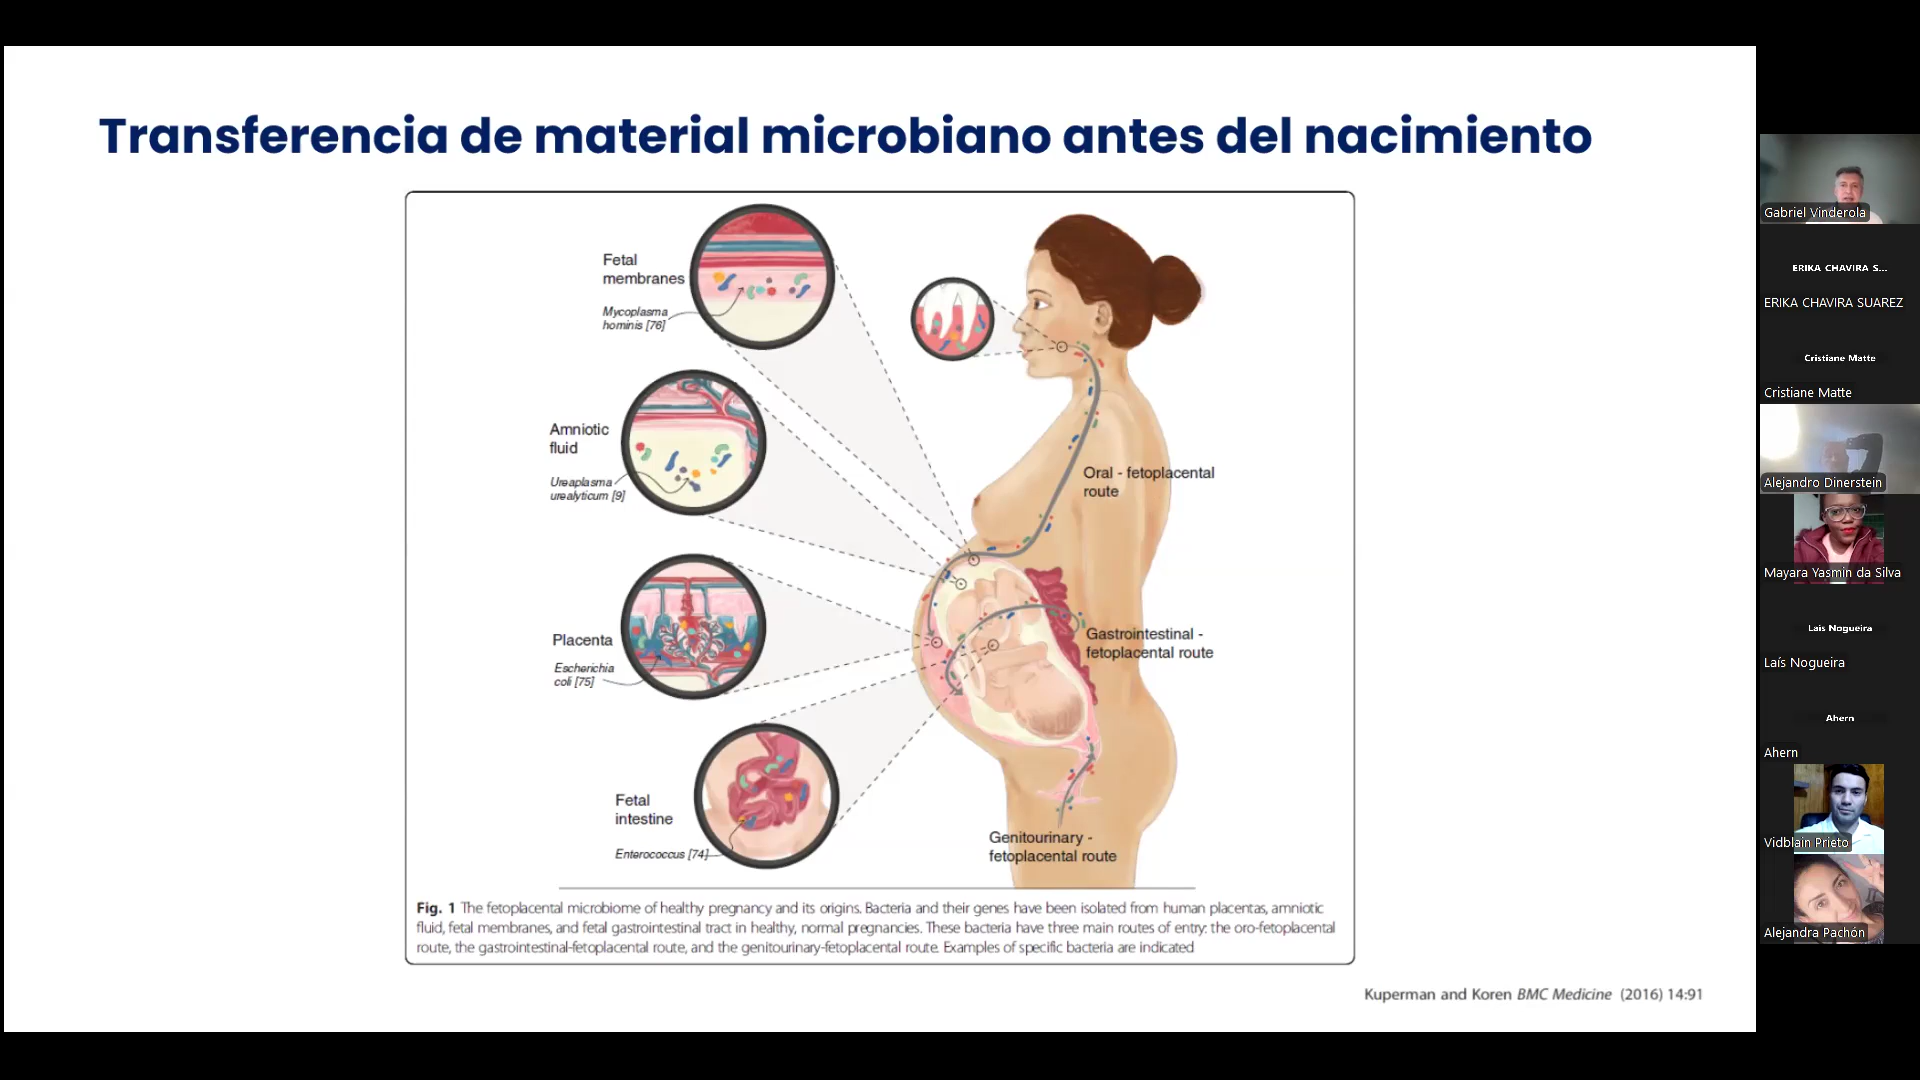 Transferencia de material microbiano antes del nacimiento
Fetal
membranes
Mycoplasma
hominis [76]
Amniotic
fluid
Ureaplasma
urealyticum [9]
Placenta
Escherichia
coli [75]
Fetal
intestine
Enterococcus [74]
Oral - fetoplacental
route
Gastrointestinal -
fetoplacental route
Genitourinary -
fetoplacental route
Fig. 1 The fetoplacental microbiome of healthy pregnancy and its origins. Bacteria and their genes have been isolated from human placentas, amniotic
fluid, fetal membranes, and fetal gastrointestinal tract in healthy, normal pregnancies. These bacteria have three main routes of entry: the oro-fetoplacental
route, the gastrointestinal-fetoplacental route, and the genitourinary-fetoplacental route. Examples of specific bacteria are indicated
Kuperman and Koren BMC Medicine (2016) 14:91
Gabriel Vinderola
ERIKA CHAVIRA S...
ERIKA CHAVIRA SUAREZ
Cristiane Matte
Cristiane Matte
Alejandro Dinerstein
Mayara Yasmin da Silva
Laís Nogueira
Laís Nogueira
Ahern
Ahern
Vidblain Prieto
Alejandra Pachón